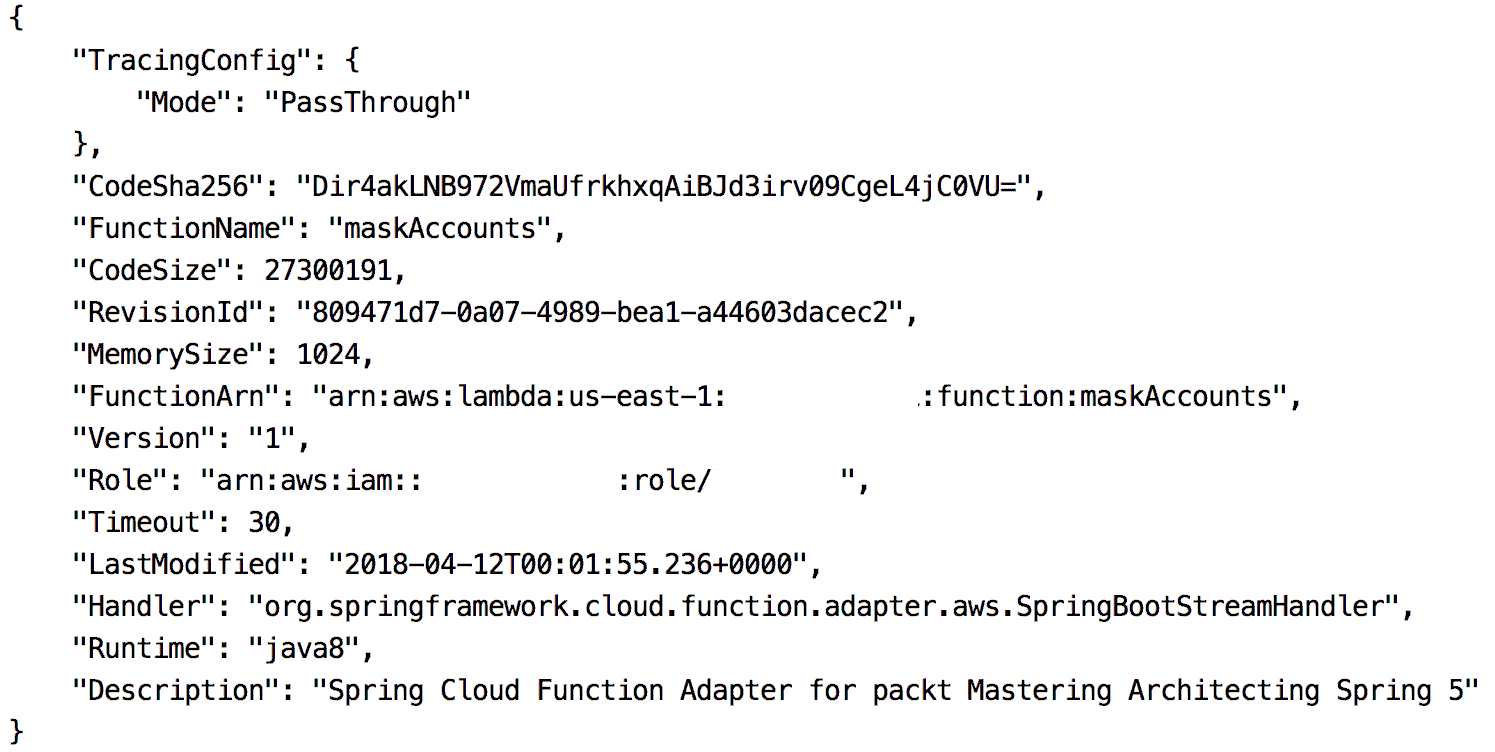 {
    "TracingConfig": {
        "Mode": "PassThrough"
    },
    "CodeSha256": "Dir4akLNB972VmaUfrkhxqAiBJd3irv09CgeL4jC0VU=",
    "FunctionName": "maskAccounts",
    "CodeSize": 27300191,
    "RevisionId": "809471d7-0a07-4989-bea1-a44603dacec2",
    "MemorySize": 1024,
    "FunctionArn": "arn:aws:lambda:us-east-1:            :function:maskAccounts",
    "Version": "1",
    "Role": "arn:aws:iam::            :role/        ",
    "Timeout": 30,
    "LastModified": "2018-04-12T00:01:55.236+0000",
    "Handler": "org.springframework.cloud.function.adapter.aws.SpringBootStreamHandler",
    "Runtime": "java8",
    "Description": "Spring Cloud Function Adapter for packt Mastering Architecting Spring 5"
}